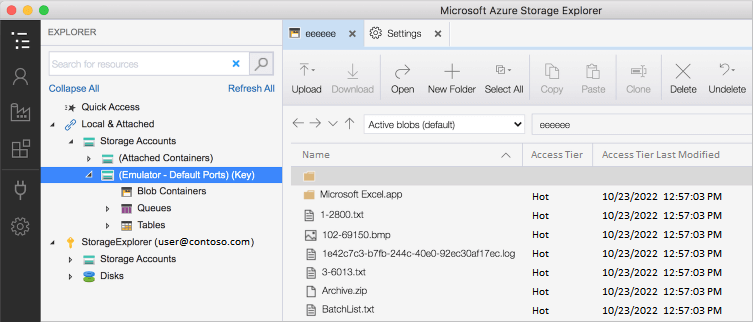 Microsoft Azure Storage Explorer
EXPLORER
Search for resources
Collapse All Refresh All
Quick Access
Local & Attached
Storage Accounts
(Attached Containers)
(Emulator - Default Ports) (Key)
Blob Containers
Queues
Tables
StorageExplorer (user@contoso.com)
Storage Accounts
Disks
eeeeee Settings
Upload Download Open New Folder Select All Copy Paste Clone Delete Undelete
Active blobs (default) eeeeee
Name Access Tier Access Tier Last Modified
Microsoft Excel.app Hot 10/23/2022 12:57:03 PM
1-2800.txt Hot 10/23/2022 12:57:03 PM
102-69150.bmp Hot 10/23/2022 12:57:03 PM
1e42c7c3-b7fb-244c-40e0-92ec30af17ec.log Hot 10/23/2022 12:57:03 PM
3-6013.txt Hot 10/23/2022 12:57:03 PM
Archive.zip Hot 10/23/2022 12:57:03 PM
BatchList.txt Hot 10/23/2022 12:57:03 PM